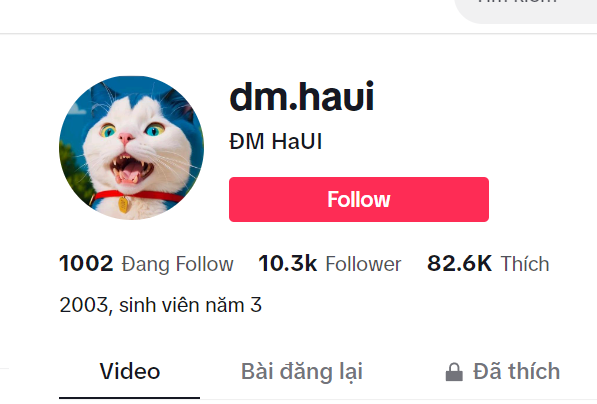 dm.haui
ĐM HaUI
Follow
1002 Đang Follow 10.3k Follower 82.6K Thích
2003, sinh viên năm 3
Video Bài đăng lại Đã thích